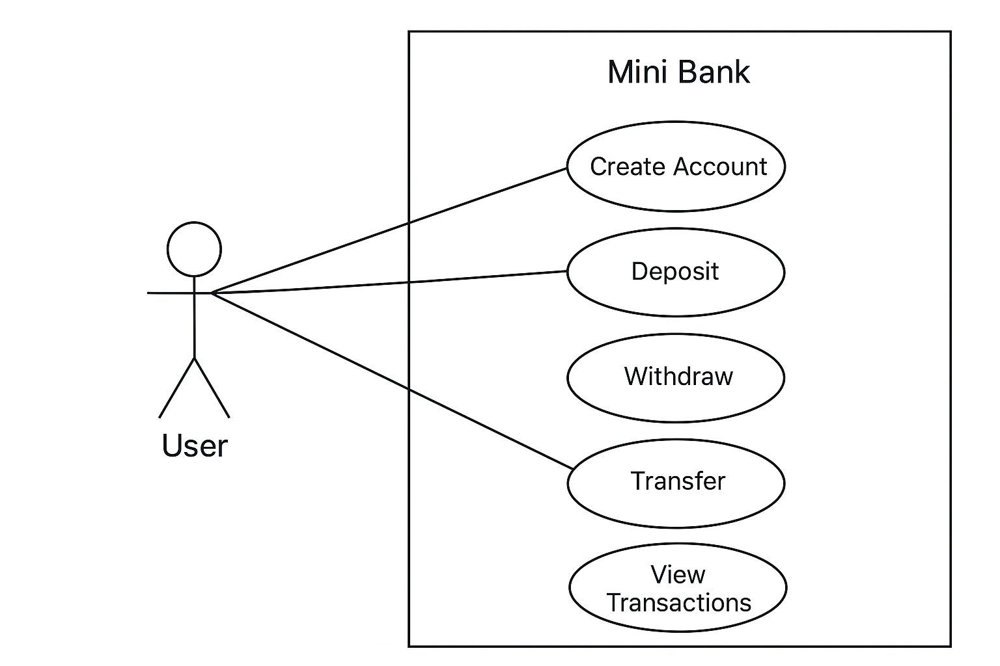 Mini Bank
Create Account
Deposit
Withdraw
User
Transfer
View
Transactions